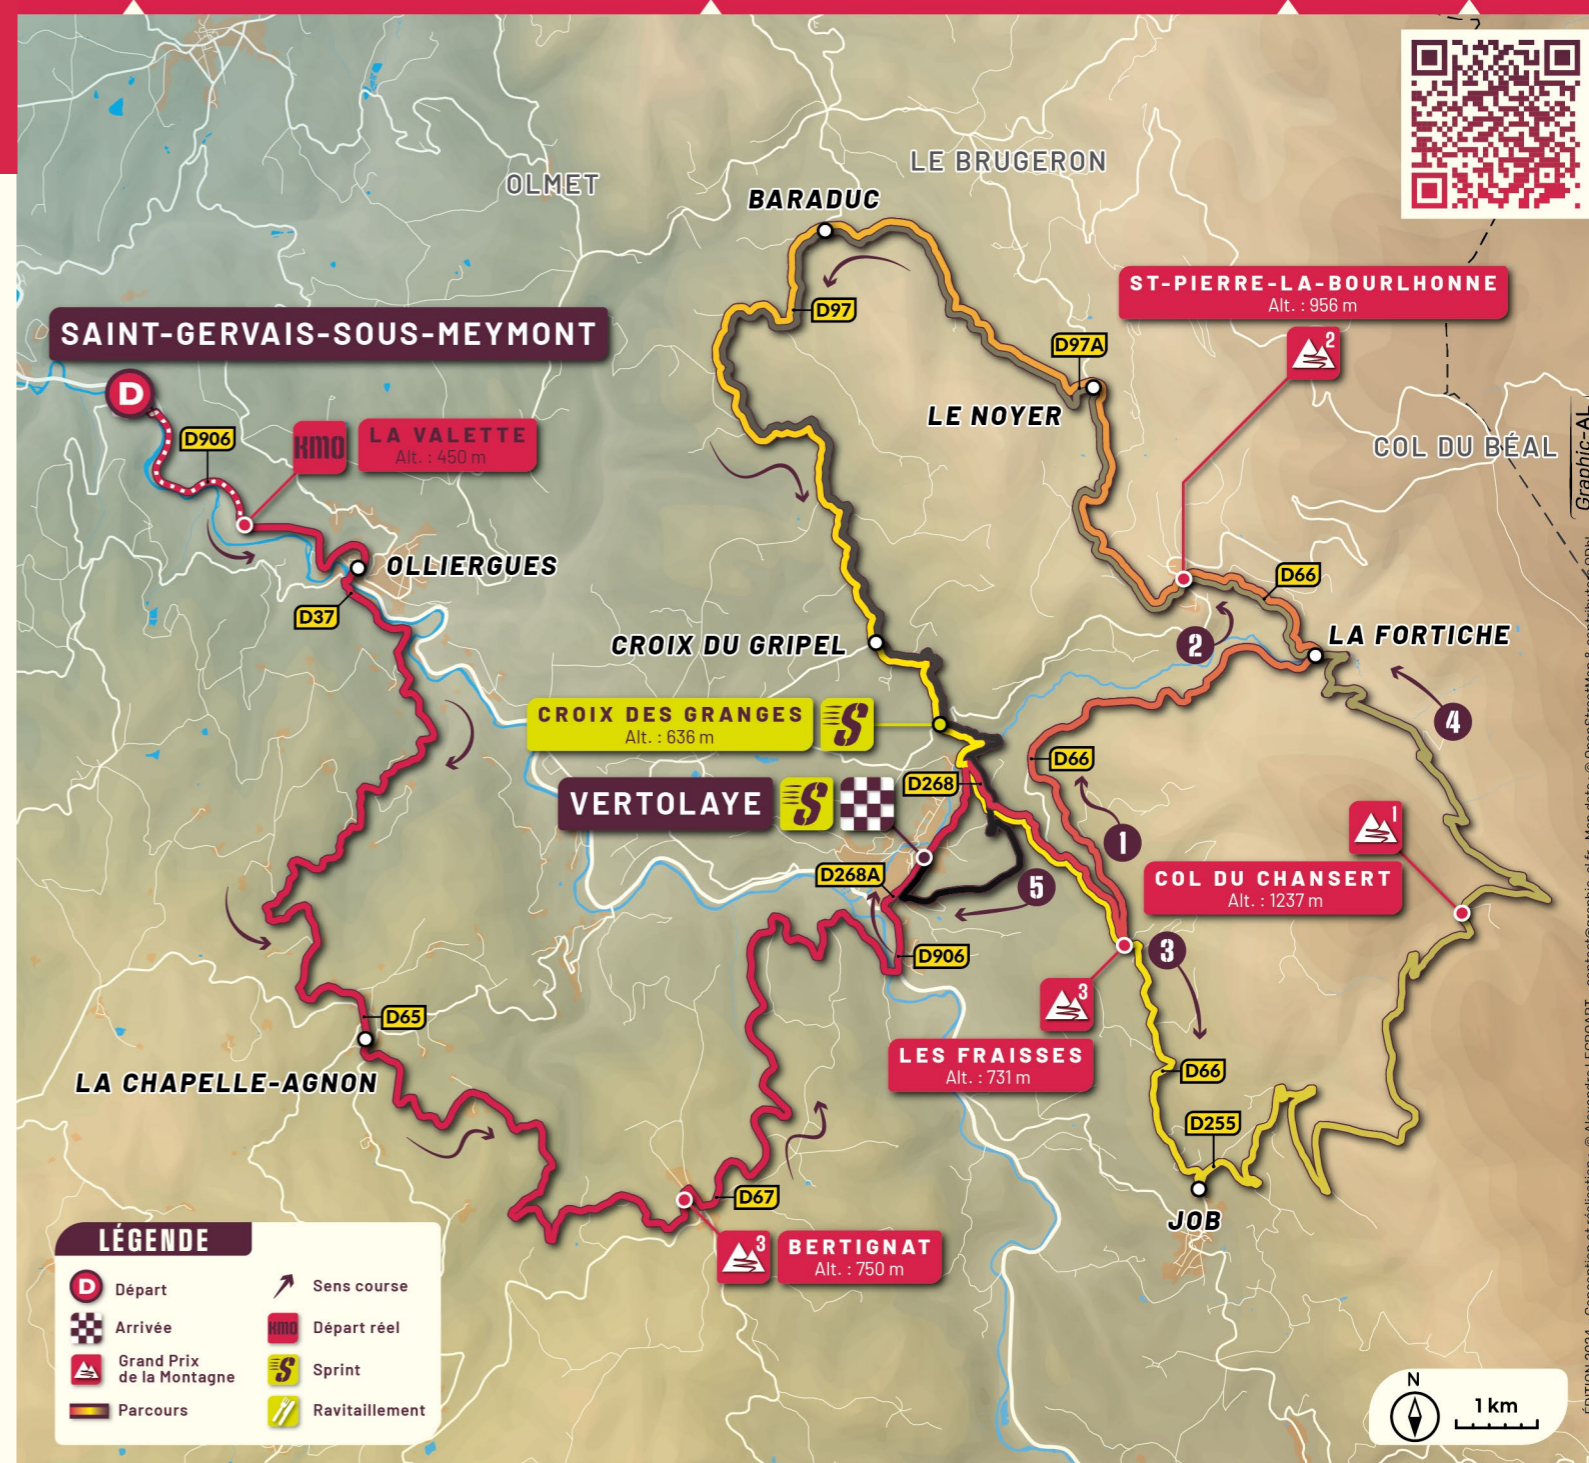 OLMET
LE BRUGERON
BARADUC
ST-PIERRE-LA-BOURLHONNE
Alt. : 956 m
2
D97
SAINT-GERVAIS-SOUS-MEYMONT
D
D906
KM0
LA VALETTE
Alt. : 450 m
D97A
LE NOYER
COL DU BÉAL
Graphic-AL
OLLIERGUES
D37
D66
CROIX DU GRIPEL
2
LA FORTICHE
4
CROIX DES GRANGES
Alt. : 636 m
S
D66
VERTOLAYE
S
D268
1
1
D268A
5
COL DU CHANSERT
Alt. : 1237 m
D906
3
3
LES FRAISSES
Alt. : 731 m
D65
LA CHAPELLE-AGNON
D66
D255
JOB
D67
3
BERTIGNAT
Alt. : 750 m
LÉGENDE
D
Départ
Arrivée
Grand Prix
de la Montagne
Parcours
Sens course
KM0
Départ réel
S
Sprint
Ravitaillement
N
1 km